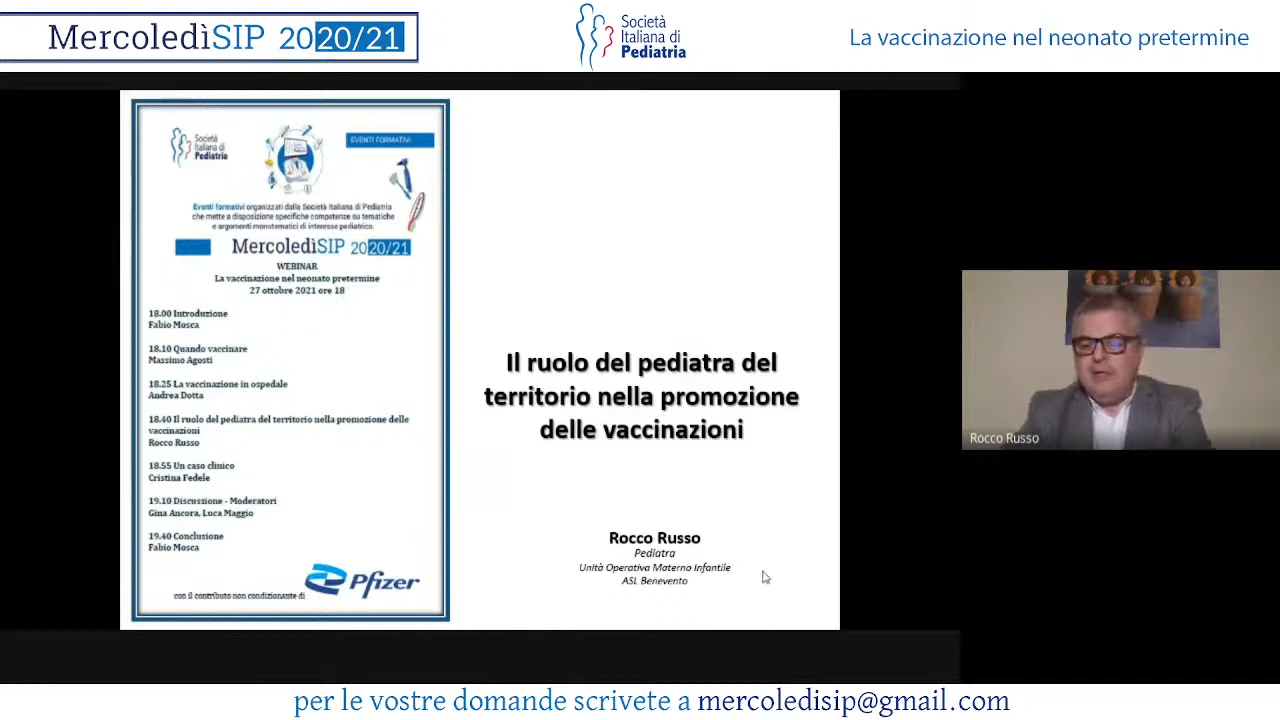 MercoledìSIP 2020/21
Società
Italiana di
Pediatria
La vaccinazione nel neonato pretermine
Società
Italiana di
Pediatria
EVENTI FORMATIVI
Eventi formativi organizzati dalla Società Italiana di Pediatria
che mette a disposizione specifiche competenze su tematiche
e argomenti monotematici di interesse pediatrico.
MercoledìSIP 2020/21
WEBINAR
La vaccinazione nel neonato pretermine
27 ottobre 2021 ore 18
18.00 Introduzione
Fabio Mosca
18.10 Quando vaccinare
Massimo Agosti
18.25 La vaccinazione in ospedale
Andrea Dotta
18.40 Il ruolo del pediatra del territorio nella promozione delle
vaccinazioni
Rocco Russo
18.55 Un caso clinico
Cristina Fedele
19.10 Discussione - Moderatori
Gina Ancora, Luca Maggio
19.40 Conclusione
Fabio Mosca
con il contributo non condizionante di
Pfizer
Il ruolo del pediatra del
territorio nella promozione
delle vaccinazioni
Rocco Russo
Pediatra
Unità Operativa Materno Infantile
ASL Benevento
Rocco Russo
per le vostre domande scrivete a mercoledisip@gmail.com